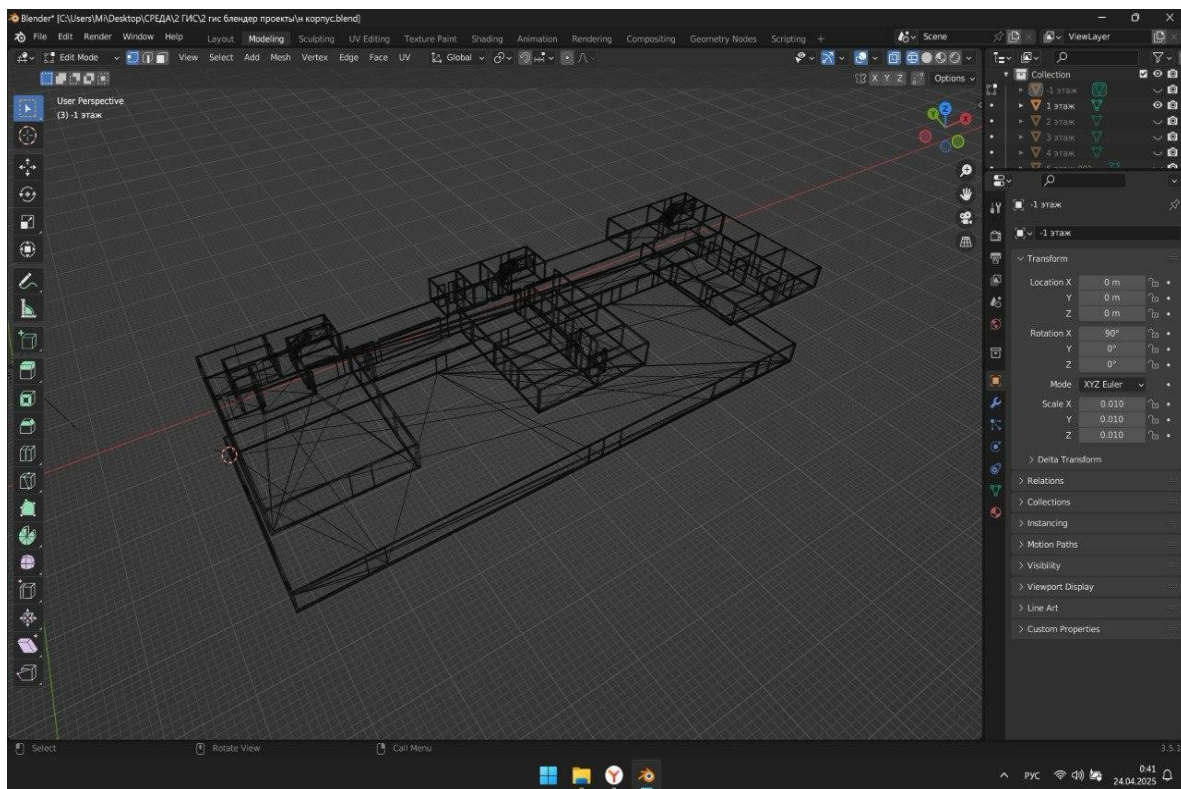 Blender* [C:\Users\Mi\Desktop\СРЕДА\2 ГИС\2 гис блендер проекты\н корпус.blend]
File Edit Render Window Help Layout Modeling Sculpting UV Editing Texture Paint Shading Animation Rendering Compositing Geometry Nodes Scripting + Scene ViewLayer
Edit Mode View Select Add Mesh Vertex Edge Face UV Global
X Y Z Options
User Perspective
(3) -1 этаж
Z
Y
X
Collection
-1 этаж
1 этаж
2 этаж
3 этаж
4 этаж
-1 этаж
-1 этаж
Transform
Location X 0 m
Y 0 m
Z 0 m
Rotation X 90°
Y 0°
Z 0°
Mode XYZ Euler
Scale X 0.010
Y 0.010
Z 0.010
Delta Transform
Relations
Collections
Instancing
Motion Paths
Visibility
Viewport Display
Line Art
Custom Properties
Select Rotate View Call Menu 3.5.1
РУС 0:41
24.04.2025